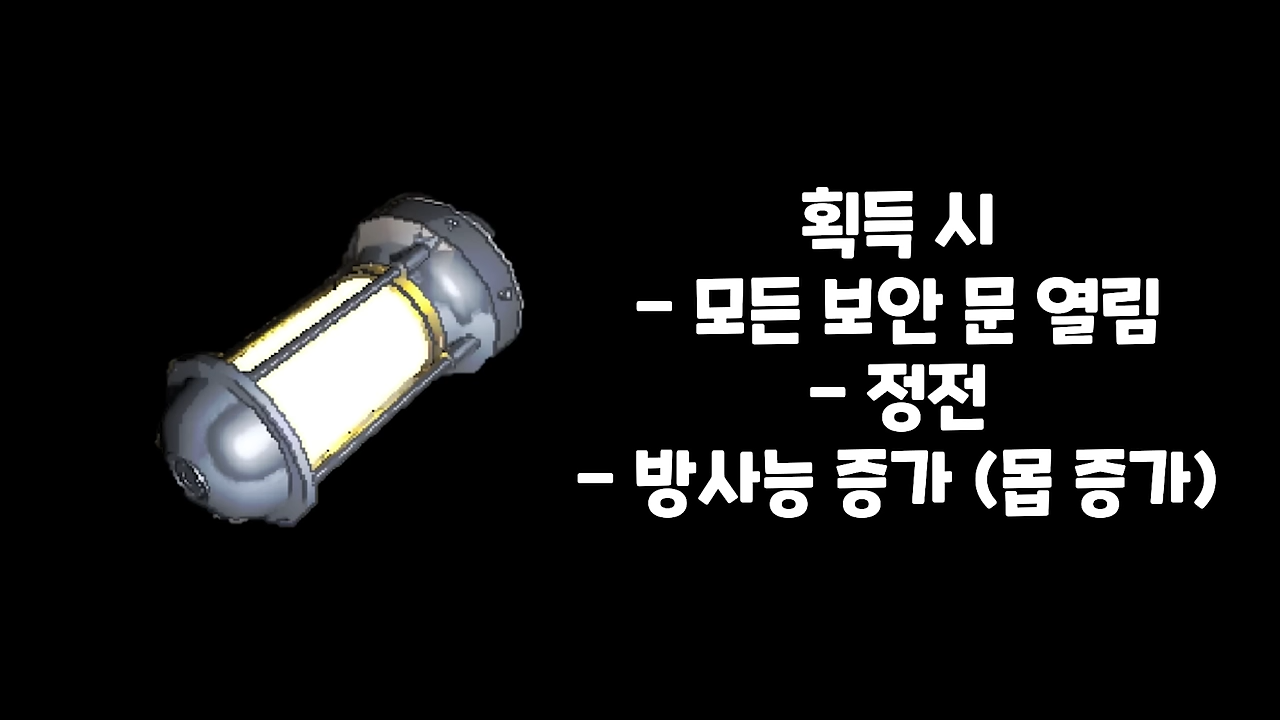 획득 시
- 모든 보안 문 열림
- 정전
- 방사능 증가 (몹 증가)